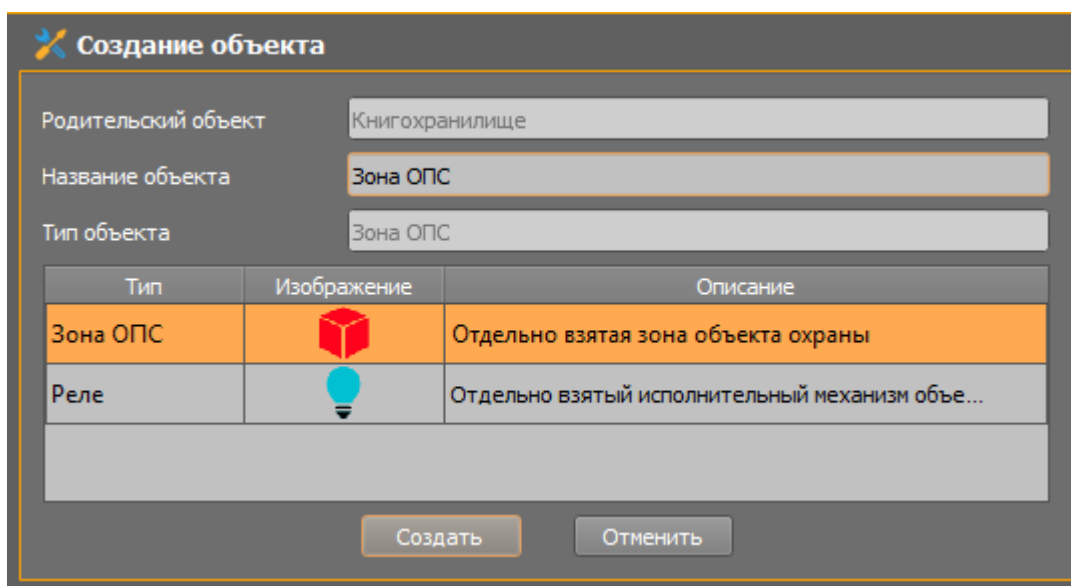 Создание объекта
Родительский объект Книгохранилище
Название объекта Зона ОПС
Тип объекта Зона ОПС
Тип Изображение Описание
Зона ОПС Отдельно взятая зона объекта охраны
Реле Отдельно взятый исполнительный механизм объе...
Создать Отменить